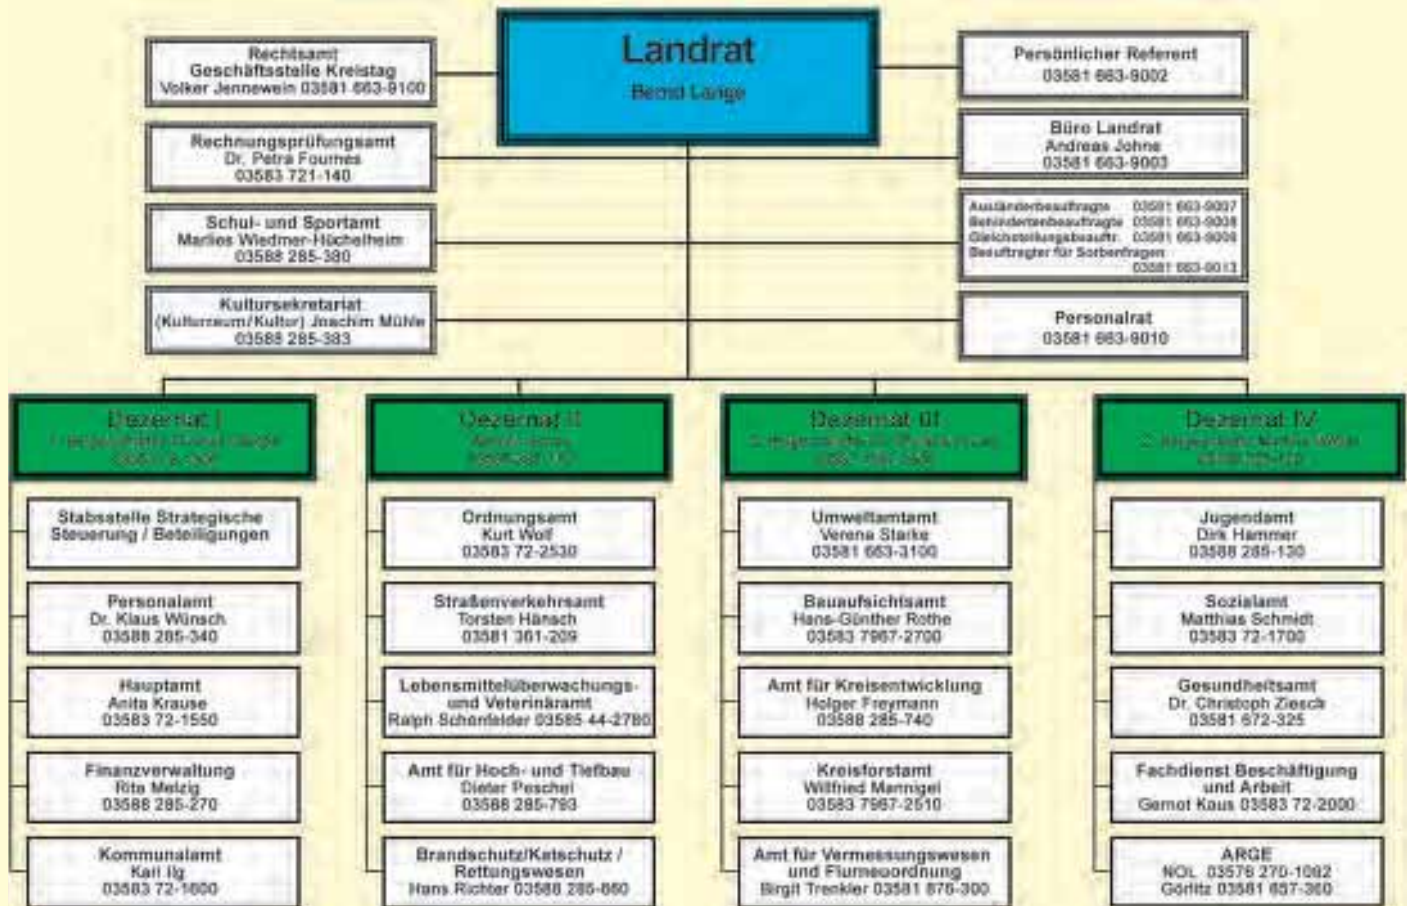 Landrat
Bernd Lange
Rechtsamt
Geschäftsstelle Kreistag
Volker Jennewein 03581 663-9100
Rechnungsprüfungsamt
Dr. Petra Fournes
03583 721-140
Schul- und Sportamt
Marlies Wiedmer-Hüchelheim
03588 285-380
Kultursekretariat
(Kulturraum/Kultur) Joachim Mühle
03588 285-383
Persönlicher Referent
03581 663-9002
Büro Landrat
Andreas Johne
03581 663-9003
Ausländerbeauftragte 03581 663-9007
Behindertenbeauftragte 03581 663-9008
Gleichstellungsbeauftr. 03581 663-9009
Beauftragter für Sorbenfragen
03581 663-9013
Personalrat
03581 663-9010
Dezernat I
Stabsstelle Strategische
Steuerung / Beteiligungen
Personalamt
Dr. Klaus Wünsch
03588 285-340
Hauptamt
Anita Krause
03583 72-1550
Finanzverwaltung
Rita Melzig
03588 285-270
Kommunalamt
Karl Ilg
03583 72-1600
Dezernat II
Ordnungsamt
Kurt Wolf
03583 72-2530
Straßenverkehrsamt
Torsten Hänsch
03581 361-209
Lebensmittelüberwachungs-
und Veterinäramt
Ralph Schönfelder 03585 44-2780
Amt für Hoch- und Tiefbau
Dieter Peschel
03588 285-793
Brandschutz/Katschutz /
Rettungswesen
Hans Richter 03588 285-860
Dezernat III
Umweltamtamt
Verena Starke
03581 663-3100
Bauaufsichtsamt
Hans-Günther Rothe
03583 7967-2700
Amt für Kreisentwicklung
Holger Freymann
03588 285-740
Kreisforstamt
Wilfried Mannigel
03583 7967-2510
Amt für Vermessungswesen
und Flurneuordnung
Birgit Trenkler 03581 676-300
Dezernat IV
Jugendamt
Dirk Hammer
03588 285-130
Sozialamt
Matthias Schmidt
03583 72-1700
Gesundheitsamt
Dr. Christoph Ziesch
03581 672-325
Fachdienst Beschäftigung
und Arbeit
Gernot Kaus 03583 72-2000
ARGE
NOL 03576 270-1082
Görlitz 03581 657-360